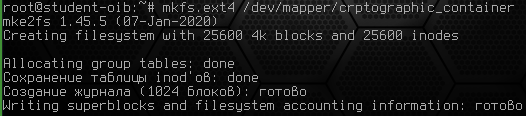 root@student-oib:~# mkfs.ext4 /dev/mapper/crptographic_container
mke2fs 1.45.5 (07-Jan-2020)
Creating filesystem with 25600 4k blocks and 25600 inodes
Allocating group tables: done
Сохранение таблицы inod'ов: done
Создание журнала (1024 блоков): готово
Writing superblocks and filesystem accounting information: готово